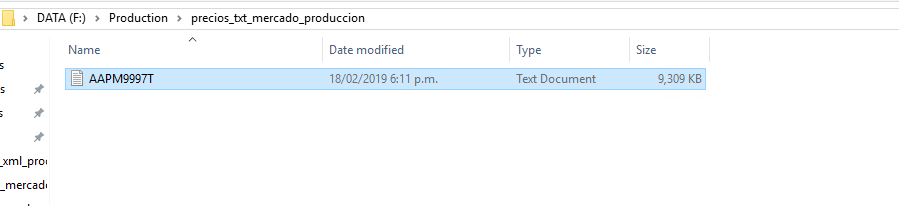 DATA (F:) > Production > precios_txt_mercado_produccion
Name Date modified Type Size
AAPM9997T 18/02/2019 6:11 p.m. Text Document 9,309 KB
s
s
s
_xml_pro
_mercado